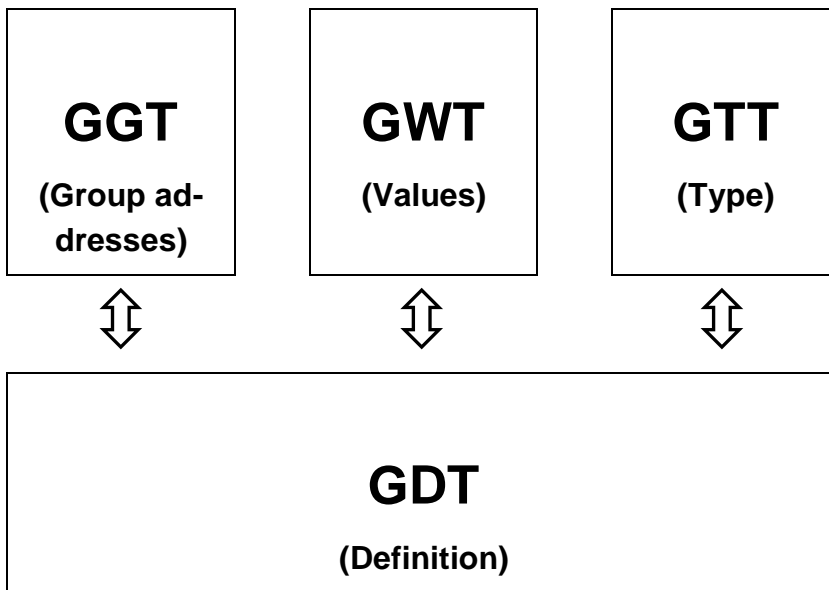 GGT
(Group ad-
dresses)
GWT
(Values)
GTT
(Type)
GDT
(Definition)